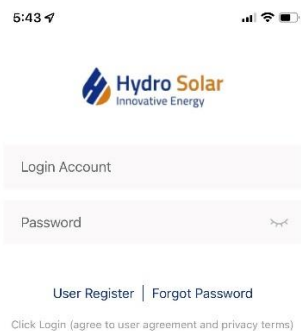 5:43
Hydro Solar
Innovative Energy
Login Account
Password
User Register | Forgot Password
Click Login (agree to user agreement and privacy terms)